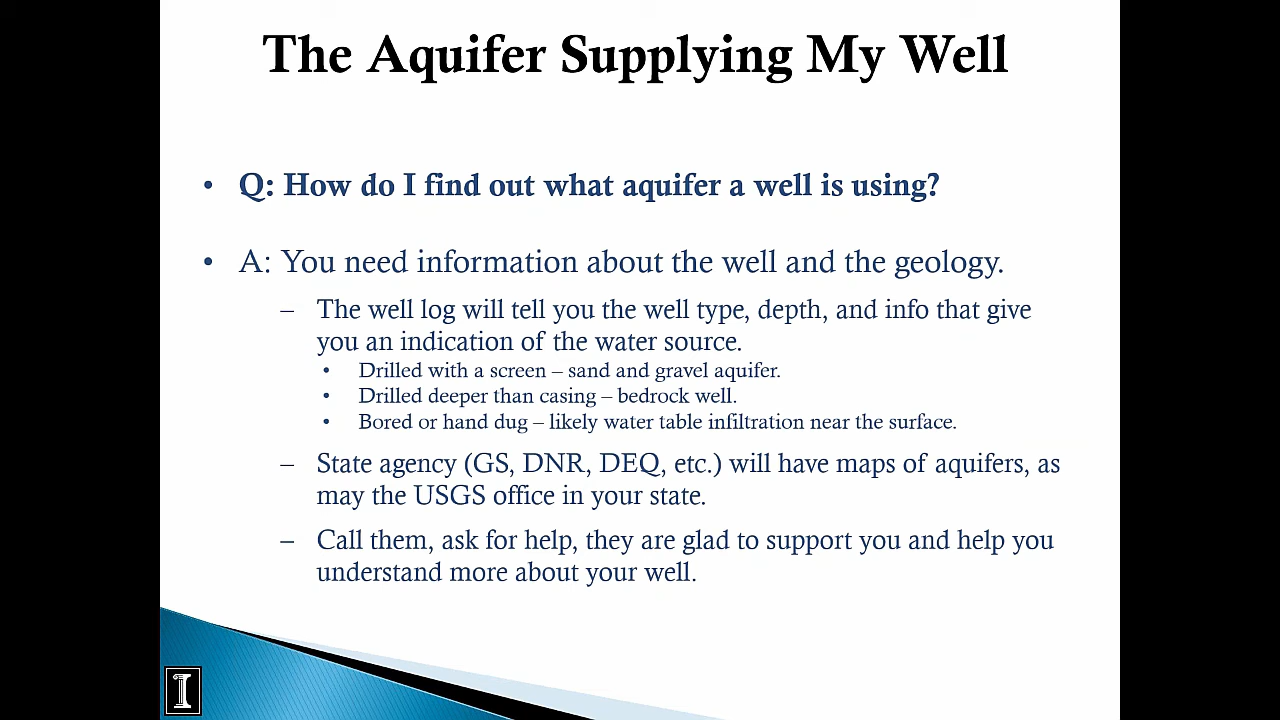 The Aquifer Supplying My Well
• Q: How do I find out what aquifer a well is using?
• A: You need information about the well and the geology.
– The well log will tell you the well type, depth, and info that give
you an indication of the water source.
• Drilled with a screen – sand and gravel aquifer.
• Drilled deeper than casing – bedrock well.
• Bored or hand dug – likely water table infiltration near the surface.
– State agency (GS, DNR, DEQ, etc.) will have maps of aquifers, as
may the USGS office in your state.
– Call them, ask for help, they are glad to support you and help you
understand more about your well.
I